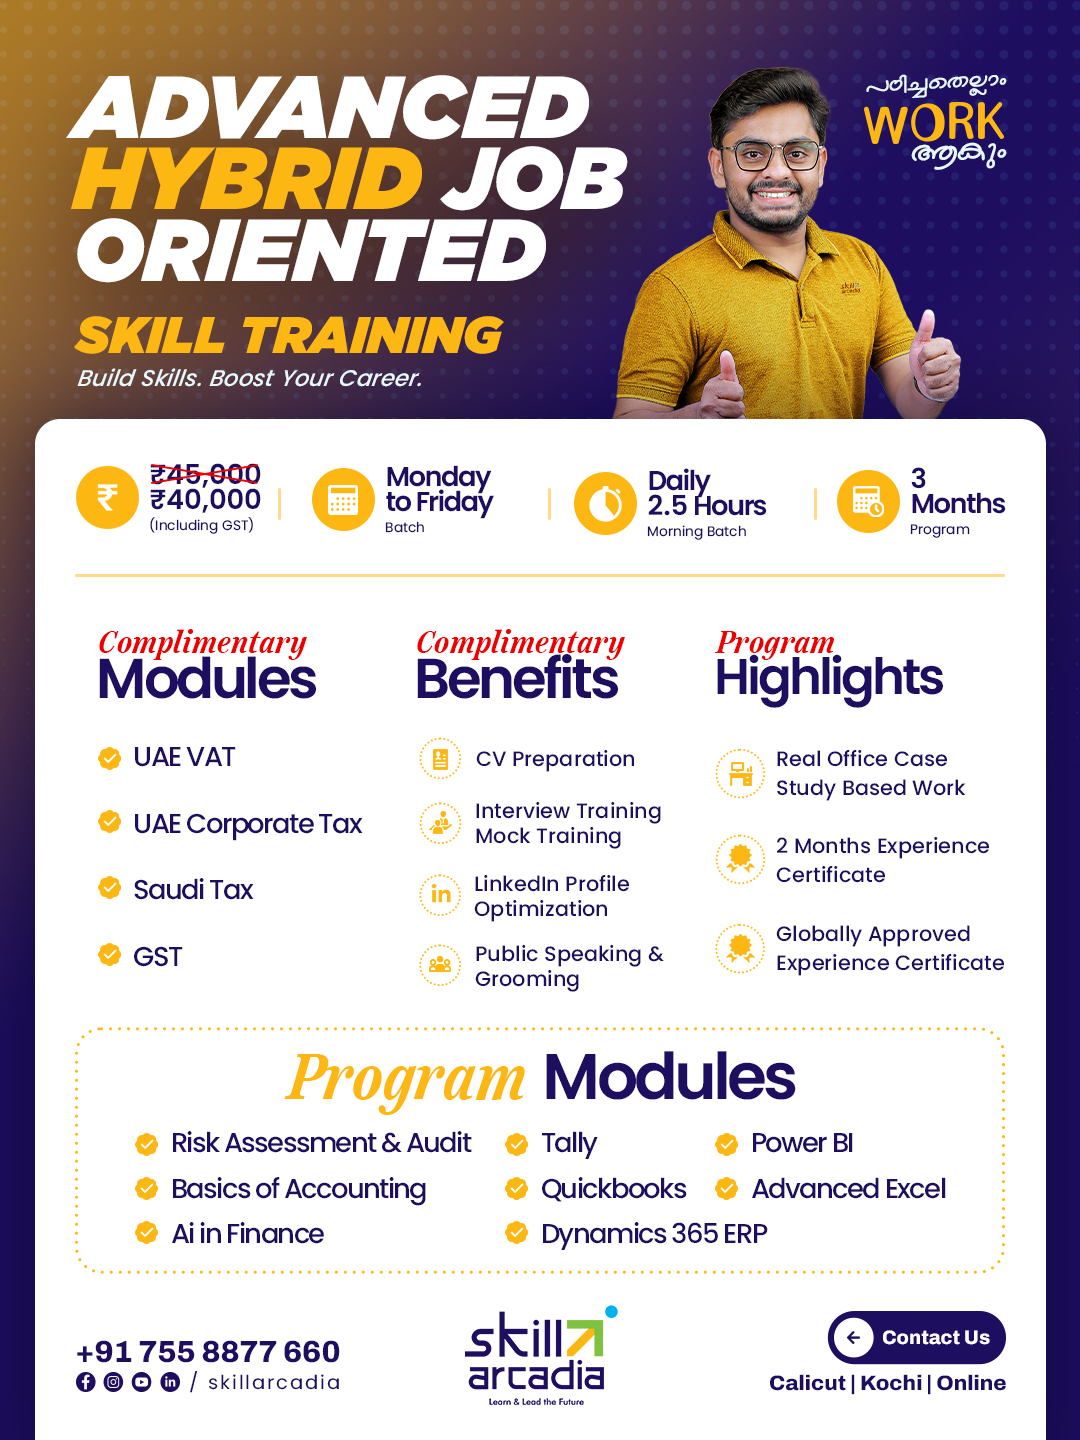 ADVANCED
HYBRID JOB
ORIENTED
SKILL TRAINING
Build Skills. Boost Your Career.
പഠിച്ചതെല്ലാം
WORK
ആകും
skill
arcadia
₹45,000
₹40,000
(Including GST)
Monday
to Friday
Batch
Daily
2.5 Hours
Morning Batch
3
Months
Program
Complimentary
Modules
UAE VAT
UAE Corporate Tax
Saudi Tax
GST
Complimentary
Benefits
CV Preparation
Interview Training
Mock Training
LinkedIn Profile
Optimization
Public Speaking &
Grooming
Program
Highlights
Real Office Case
Study Based Work
2 Months Experience
Certificate
Globally Approved
Experience Certificate
Program Modules
Risk Assessment & Audit
Basics of Accounting
Ai in Finance
Tally
Quickbooks
Dynamics 365 ERP
Power BI
Advanced Excel
+91 755 8877 660
/ skillarcadia
skill
arcadia
Learn & Lead the Future
Contact Us
Calicut | Kochi | Online